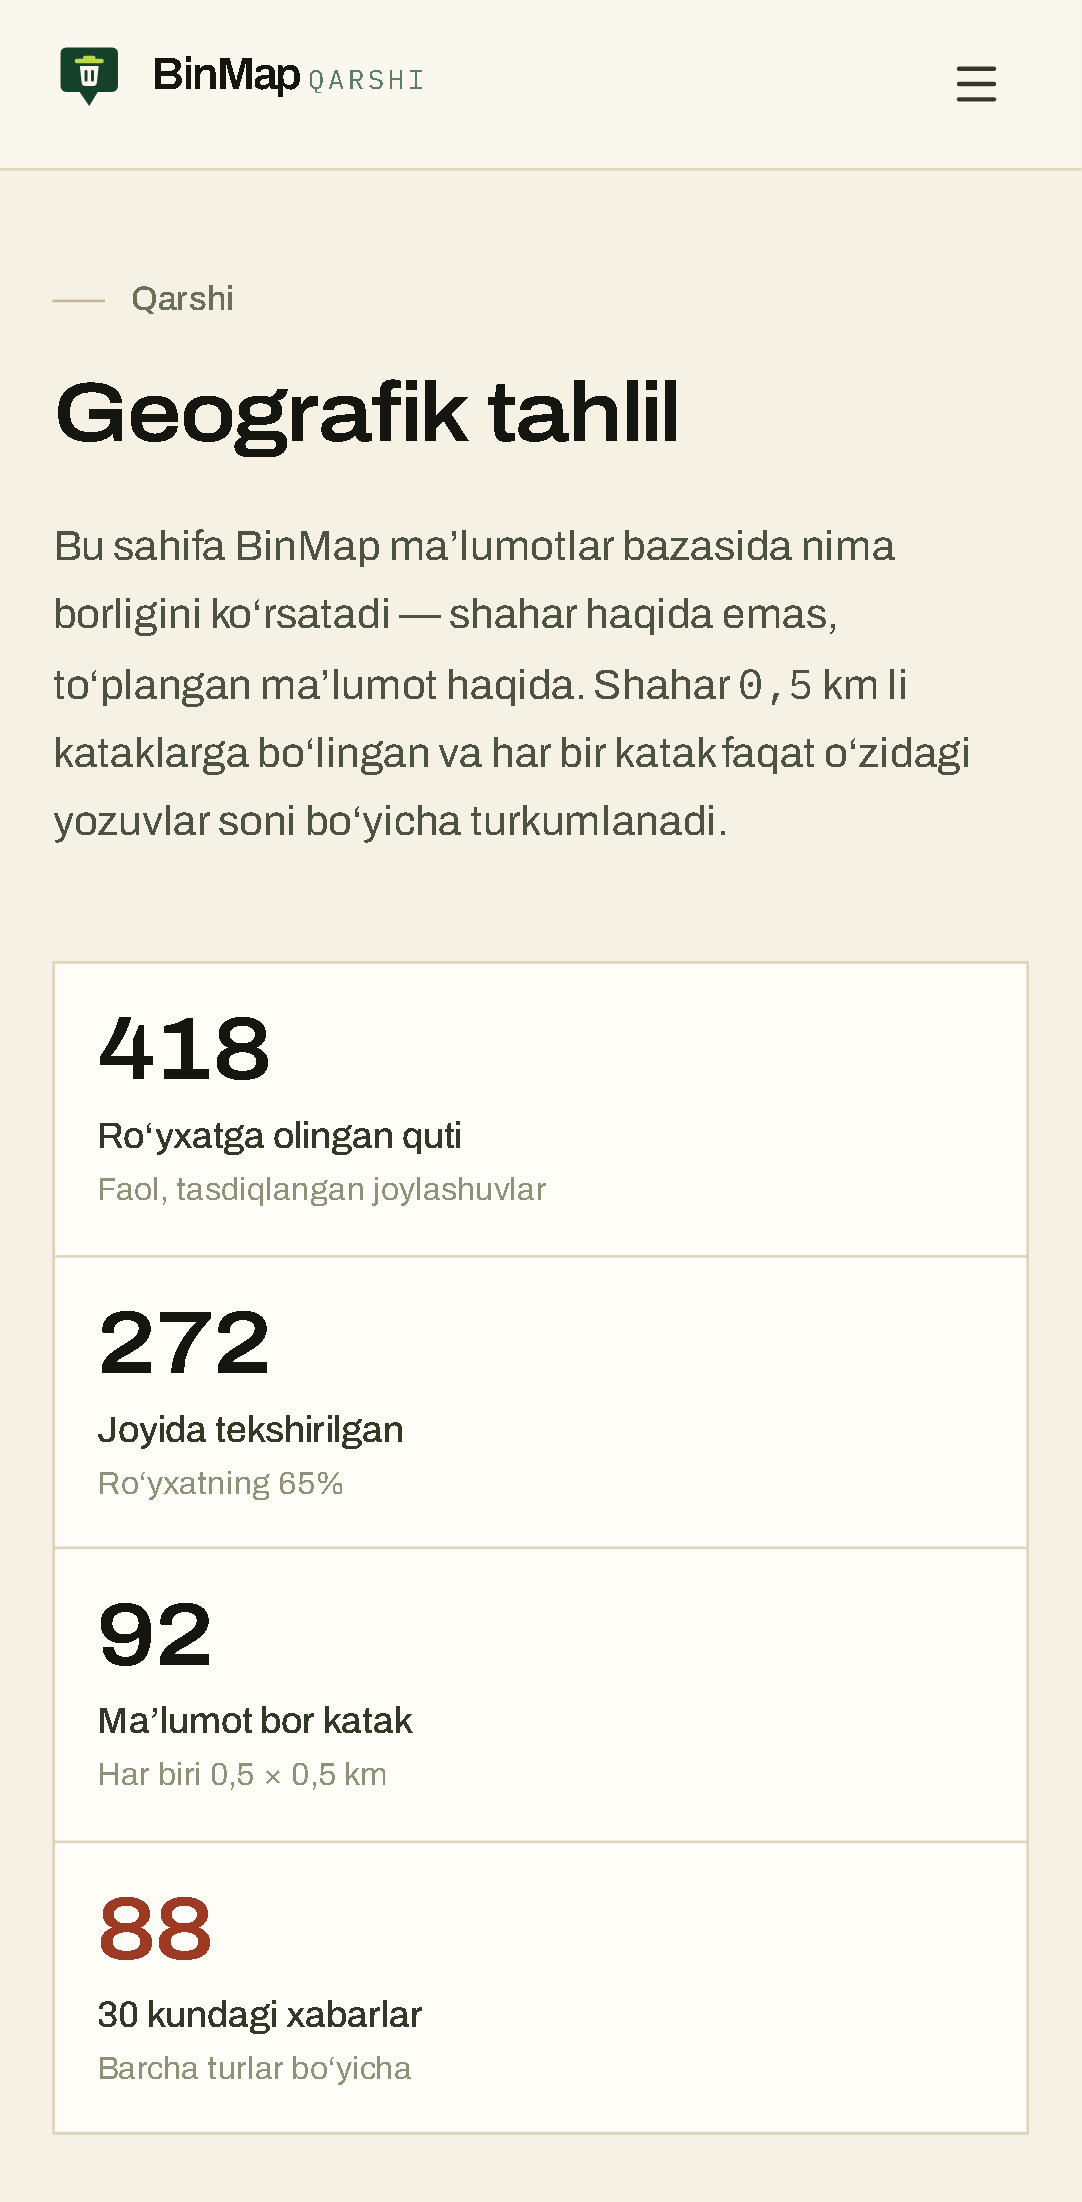 BinMap QARSHI
Qarshi
Geografik tahlil
Bu sahifa BinMap ma’lumotlar bazasida nima
borligini ko‘rsatadi — shahar haqida emas,
to‘plangan ma’lumot haqida. Shahar 0,5 km li
kataklarga bo‘lingan va har bir katak faqat o‘zidagi
yozuvlar soni bo‘yicha turkumlanadi.
418
Ro‘yxatga olingan quti
Faol, tasdiqlangan joylashuvlar
272
Joyida tekshirilgan
Ro‘yxatning 65%
92
Ma’lumot bor katak
Har biri 0,5 × 0,5 km
88
30 kundagi xabarlar
Barcha turlar bo‘yicha